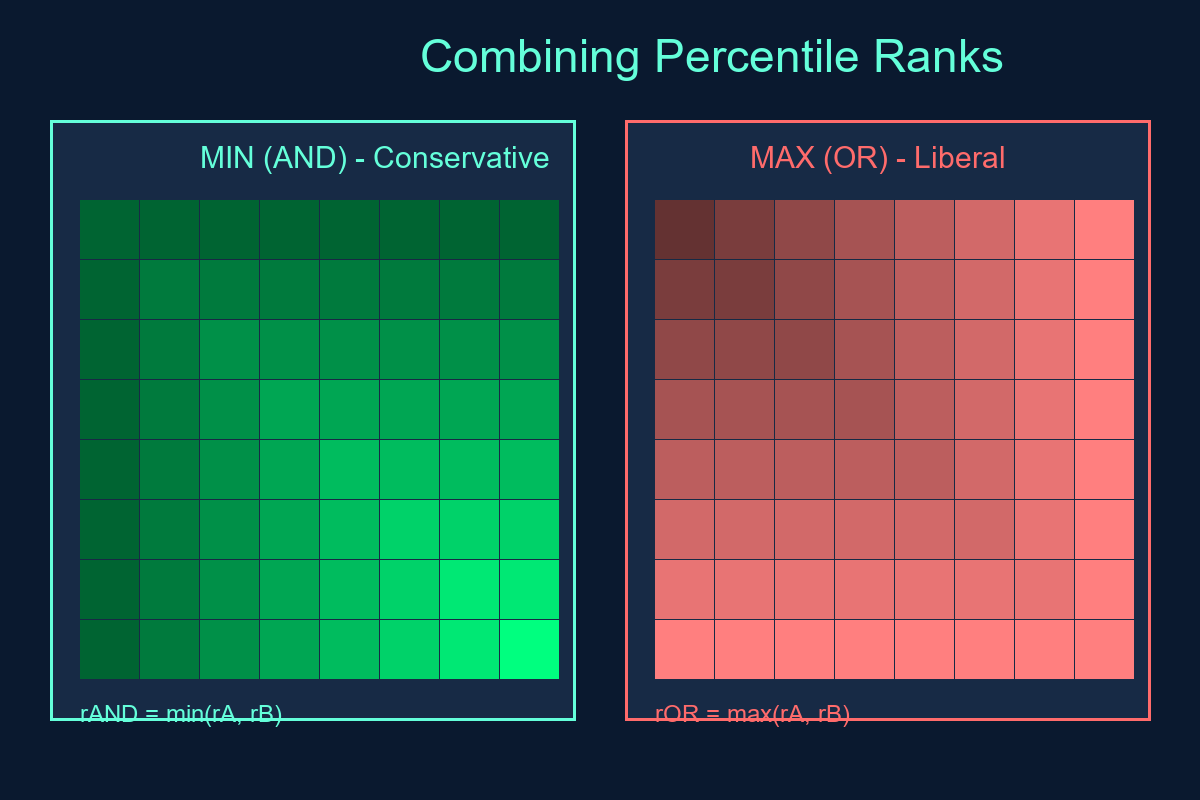 Combining Percentile Ranks
MIN (AND) - Conservative
MAX (OR) - Liberal
rAND = min(rA, rB)
rOR = max(rA, rB)